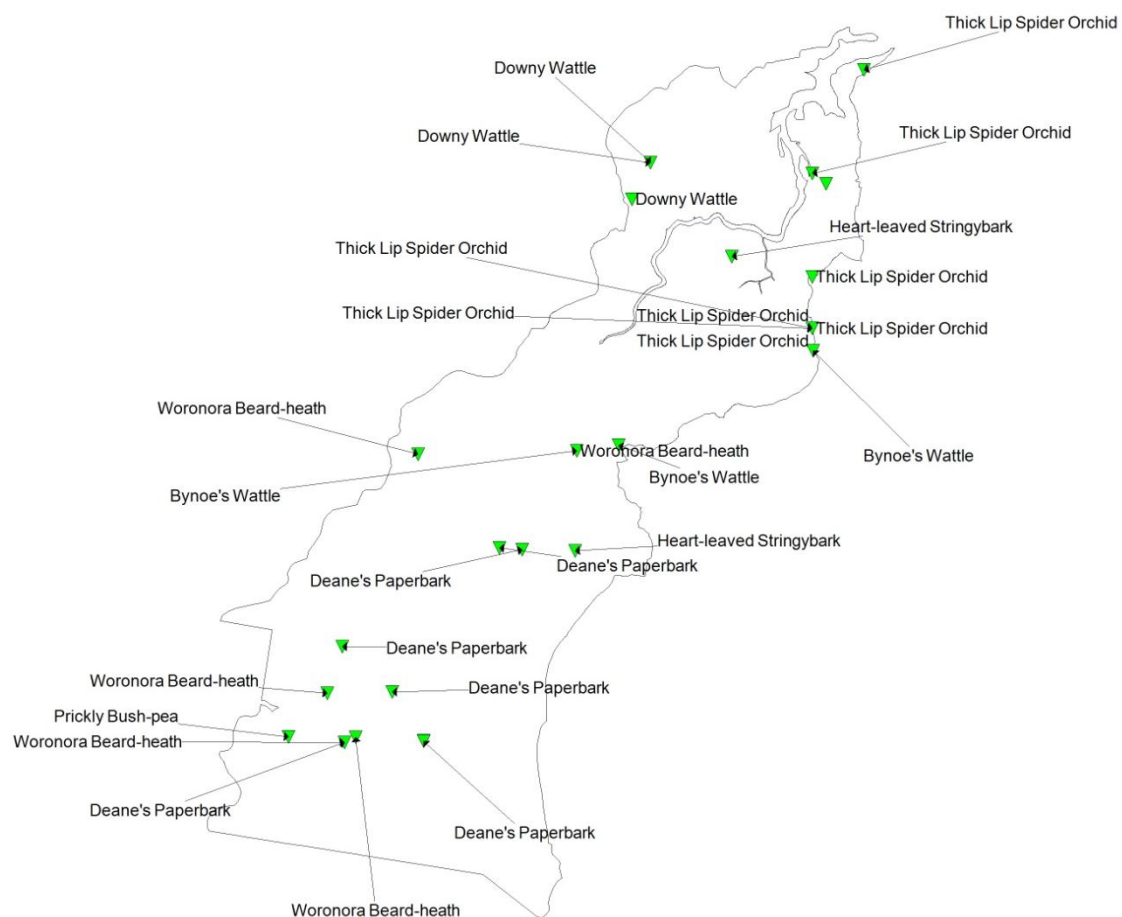 Thick Lip Spider Orchid
Downy Wattle
Thick Lip Spider Orchid
Downy Wattle
Downy Wattle
Heart-leaved Stringybark
Thick Lip Spider Orchid
Thick Lip Spider Orchid
Thick Lip Spider Orchid
Thick Lip Spider Orchid
Thick Lip Spider Orchid
Thick Lip Spider Orchid
Woronora Beard-heath
Woronora Beard-heath
Bynoe's Wattle
Bynoe's Wattle
Bynoe's Wattle
Heart-leaved Stringybark
Deane's Paperbark
Deane's Paperbark
Deane's Paperbark
Woronora Beard-heath
Deane's Paperbark
Prickly Bush-pea
Woronora Beard-heath
Deane's Paperbark
Deane's Paperbark
Woronora Beard-heath